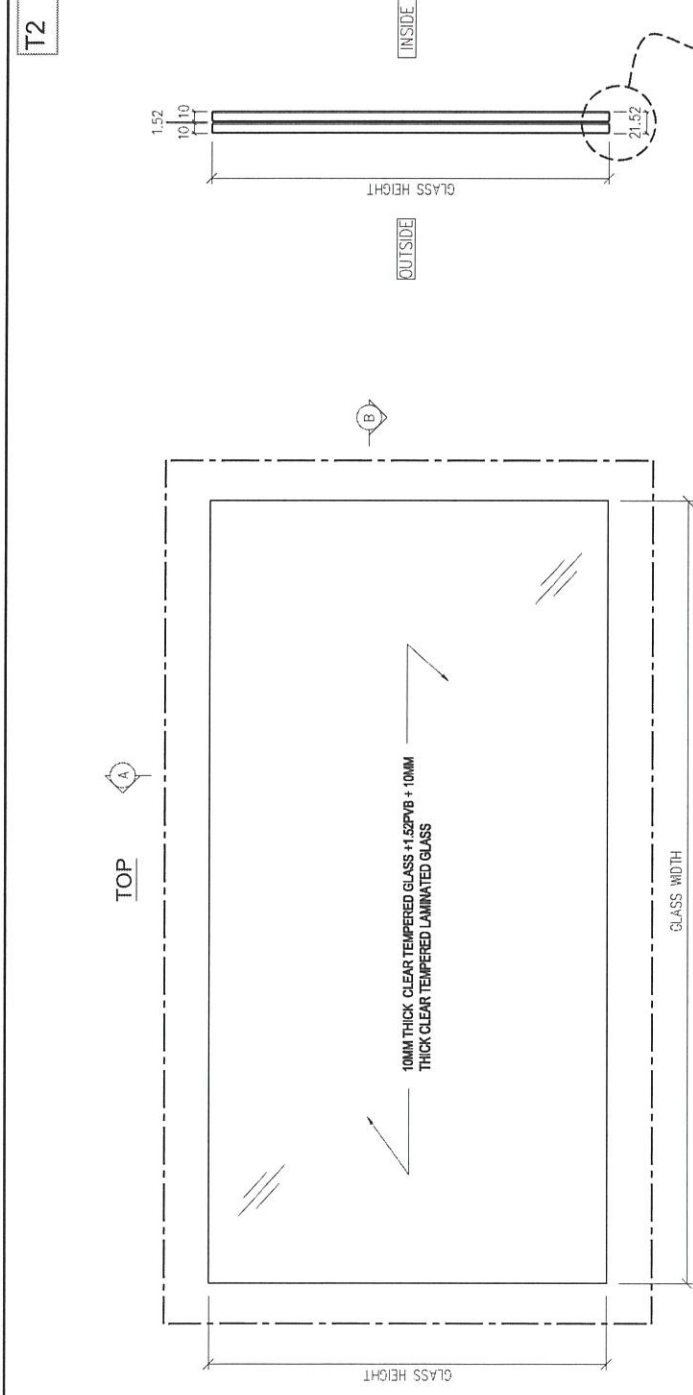 T2
TOP
A
B
10MM THICK CLEAR TEMPERED GLASS +1.52PVB + 10MM
THICK CLEAR TEMPERED LAMINATED GLASS
GLASS HEIGHT
GLASS WIDTH
1.52
10 10
GLASS HEIGHT
OUTSIDE
INSIDE
21.52